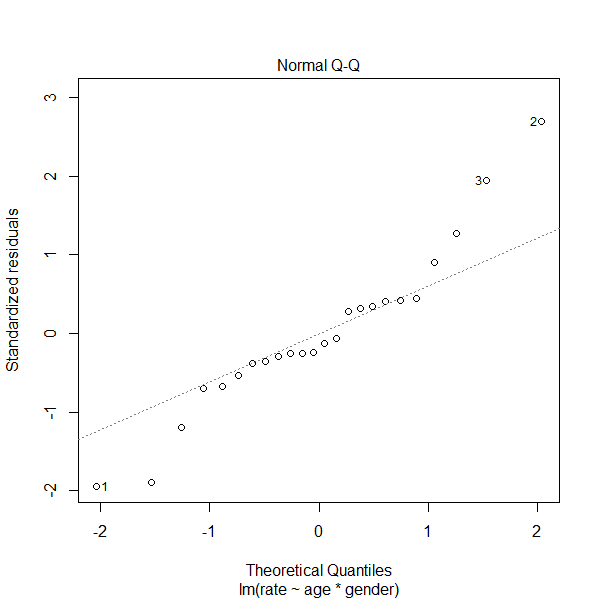 Normal Q-Q
3
2
1
0
-1
-2
Standardized residuals
2
3
1
-2 -1 0 1 2
Theoretical Quantiles
lm(rate ~ age * gender)